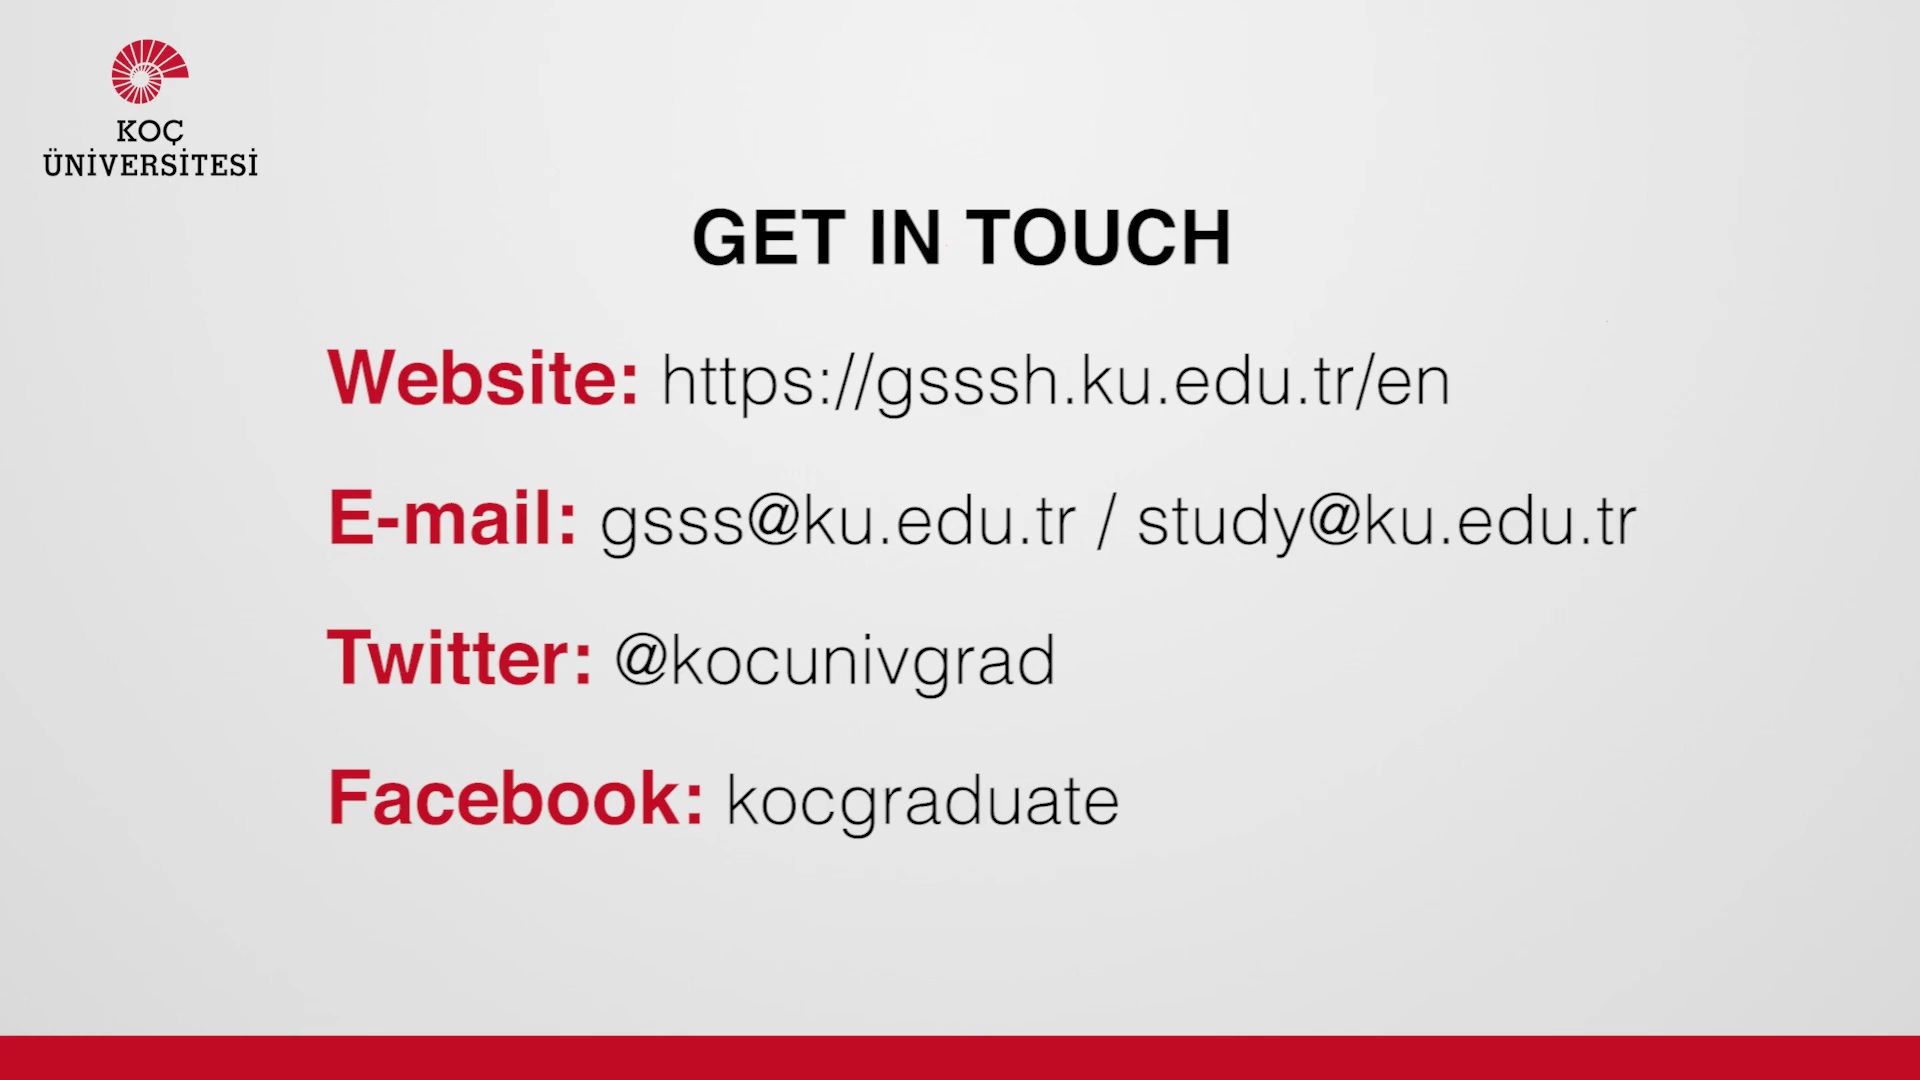 KOÇ
ÜNİVERSİTESİ
GET IN TOUCH
Website: https://gsssh.ku.edu.tr/en
E-mail: gsss@ku.edu.tr / study@ku.edu.tr
Twitter: @kocunivgrad
Facebook: kocgraduate